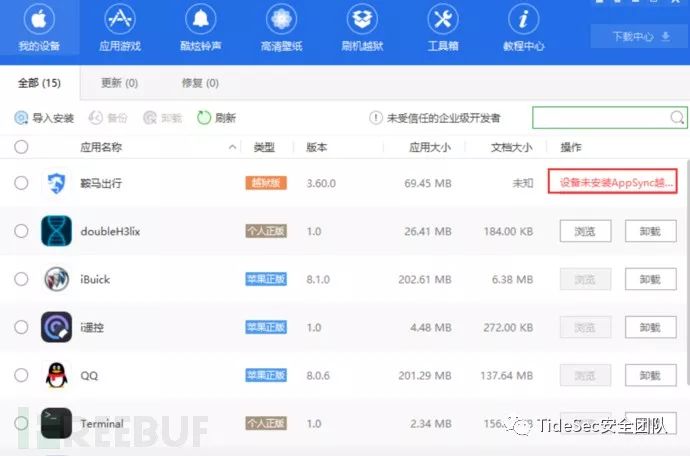 我的设备 应用游戏 酷炫铃声 高清壁纸 刷机越狱 工具箱 教程中心 下载中心
全部 (15) 更新 (0) 修复 (0)
导入安装 备份 卸载 刷新 未受信任的企业级开发者
应用名称 类型 版本 应用大小 文档大小 操作
鞍马出行 越狱版 3.60.0 69.45 MB 未知 设备未安装AppSync越...
doubleH3lix 个人正版 1.0 26.41 MB 184.00 KB 浏览 卸载
iBuick 苹果正版 8.1.0 202.61 MB 6.38 MB 浏览 卸载
i遥控 苹果正版 1.0 4.48 MB 272.00 KB 浏览 卸载
QQ 苹果正版 8.0.6 201.29 MB 137.64 MB 浏览 卸载
Terminal 个人正版 1.0 2.34 MB 156
REEBUF
TideSec安全团队